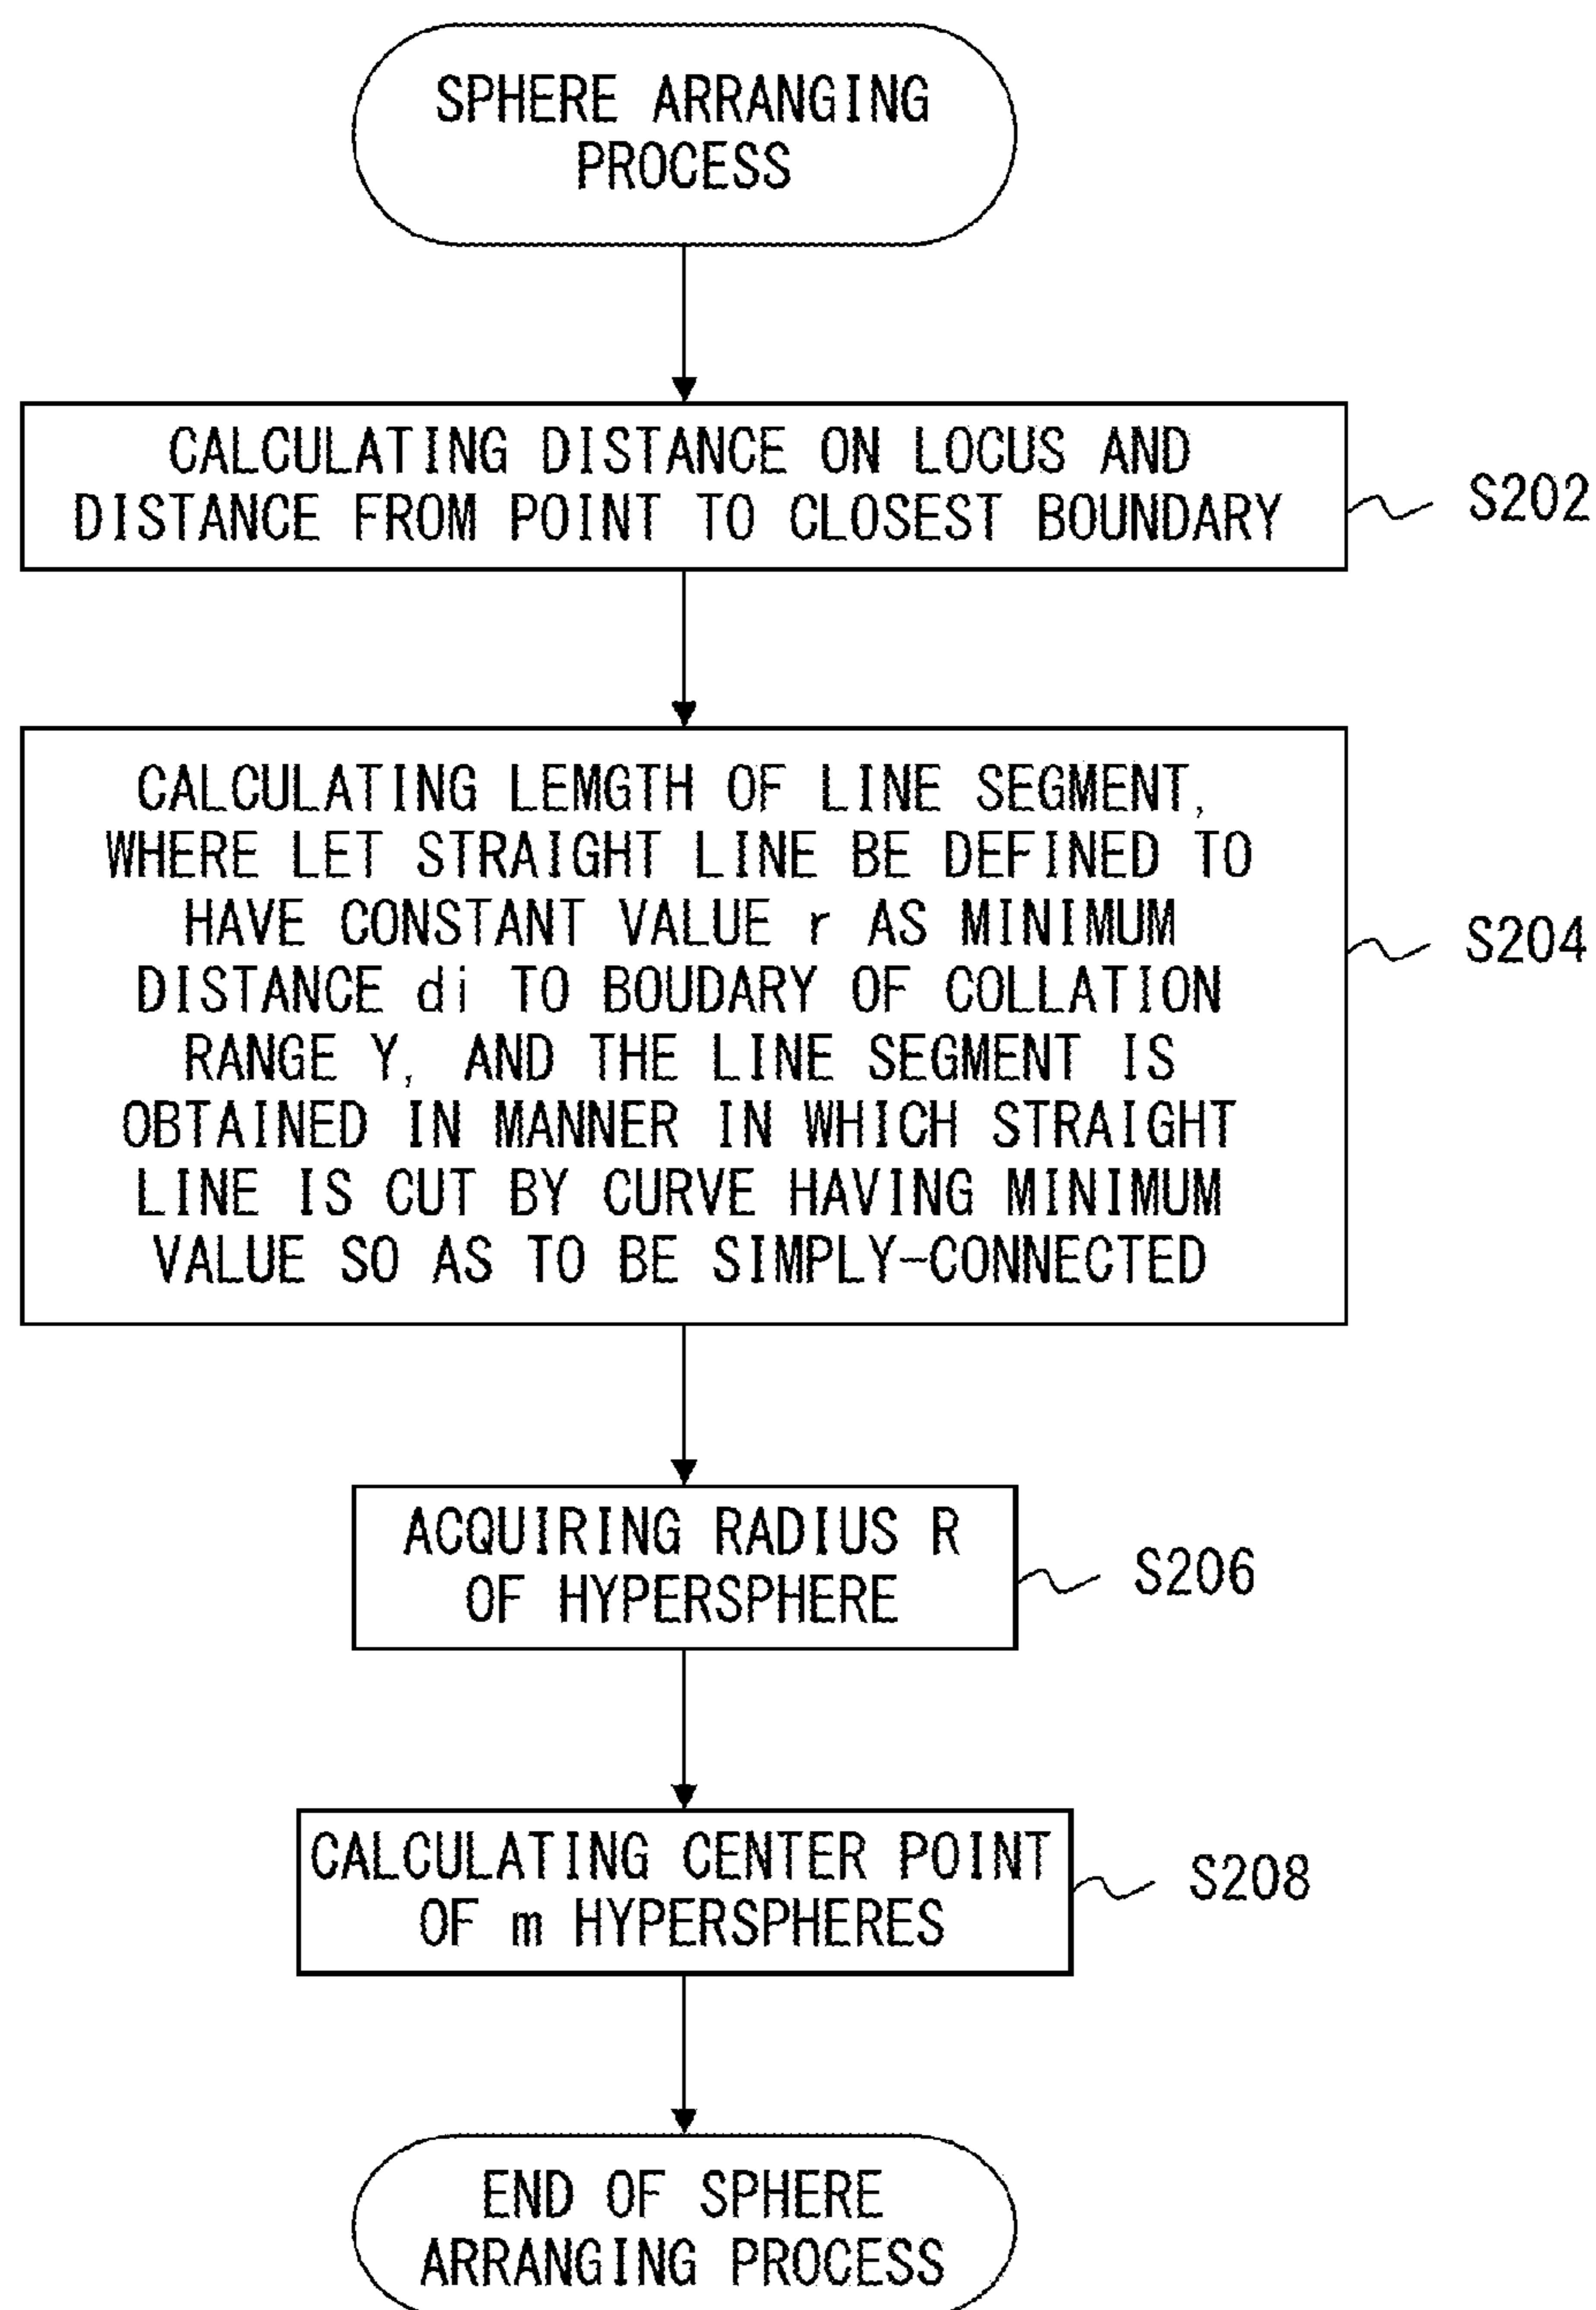 SPHERE ARRANGING
PROCESS
CALCULATING DISTANCE ON LOCUS AND
DISTANCE FROM POINT TO CLOSEST BOUNDARY
S202
CALCULATING LEMGTH OF LINE SEGMENT,
WHERE LET STRAIGHT LINE BE DEFINED TO
HAVE CONSTANT VALUE r AS MINIMUM
DISTANCE di TO BOUDARY OF COLLATION
RANGE Y, AND THE LINE SEGMENT IS
OBTAINED IN MANNER IN WHICH STRAIGHT
LINE IS CUT BY CURVE HAVING MINIMUM
VALUE SO AS TO BE SIMPLY-CONNECTED
S204
ACQUIRING RADIUS R
OF HYPERSPHERE
S206
CALCULATING CENTER POINT
OF m HYPERSPHERES
S208
END OF SPHERE
ARRANGING PROCESS